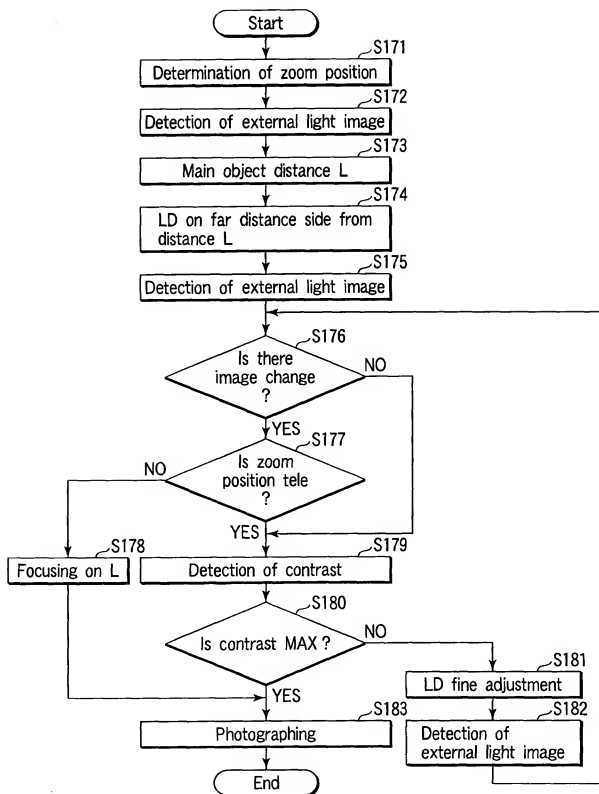 Start
S171
Determination of zoom position
S172
Detection of external light image
S173
Main object distance L
S174
LD on far distance side from
distance L
S175
Detection of external light image
S176
Is there
image change
?
NO
YES
S177
Is zoom
position tele
?
NO
YES
S178
Focusing on L
S179
Detection of contrast
S180
Is contrast MAX ?
NO
YES
S181
LD fine adjustment
S182
Detection of
external light image
S183
Photographing
End